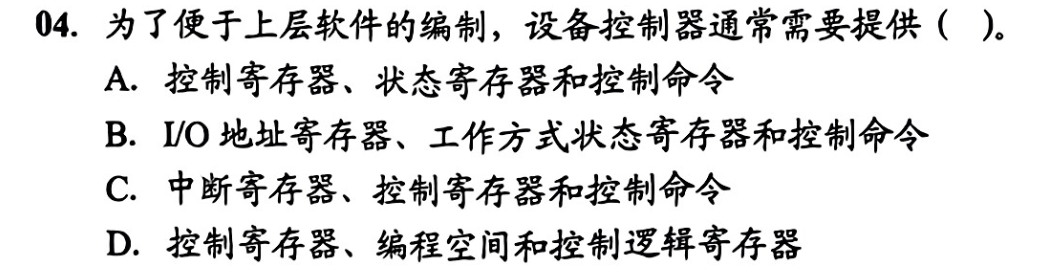 04. 为了便于上层软件的编制，设备控制器通常需要提供（ ）。
A. 控制寄存器、状态寄存器和控制命令
B. I/O 地址寄存器、工作方式状态寄存器和控制命令
C. 中断寄存器、控制寄存器和控制命令
D. 控制寄存器、编程空间和控制逻辑寄存器